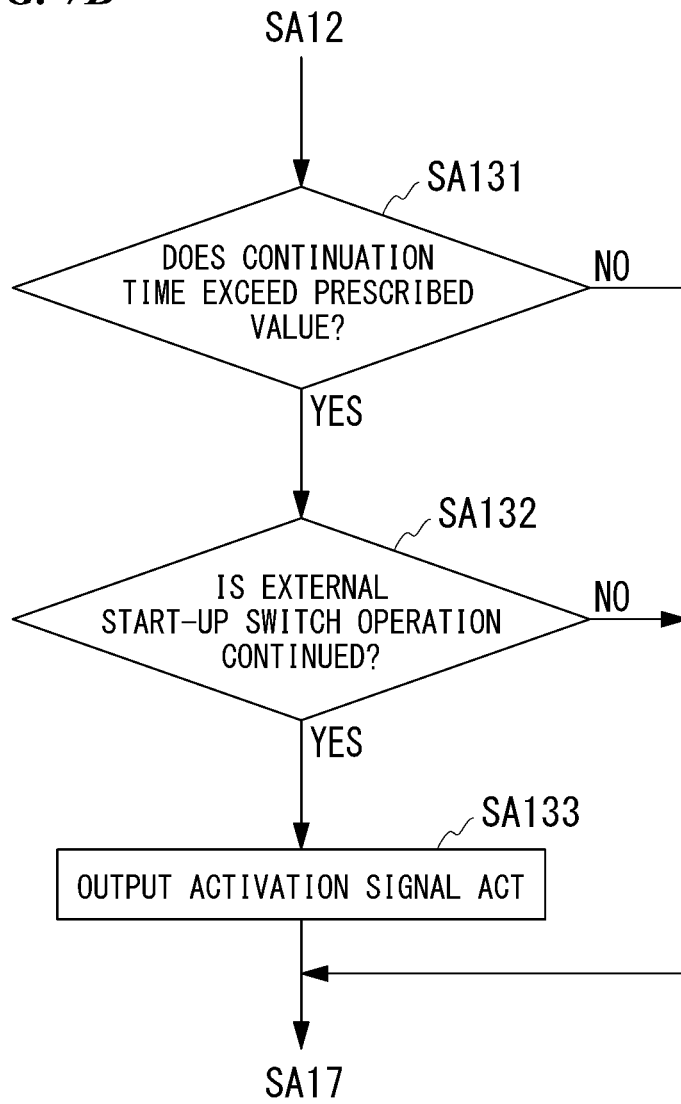 SA12
SA131
DOES CONTINUATION
TIME EXCEED PRESCRIBED
VALUE?
NO
YES
SA132
IS EXTERNAL
START-UP SWITCH OPERATION
CONTINUED?
NO
YES
SA133
OUTPUT ACTIVATION SIGNAL ACT
SA17